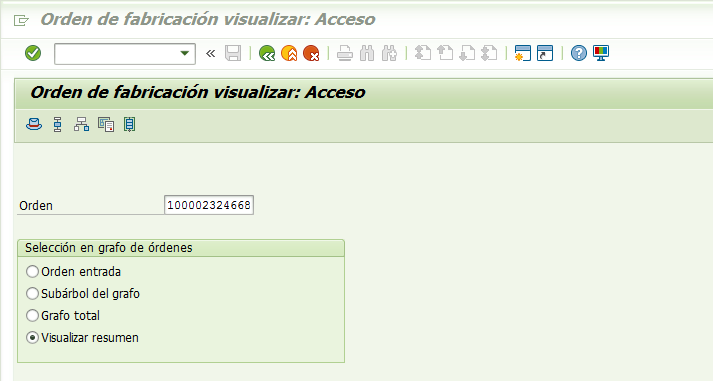 Orden de fabricación visualizar: Acceso
Orden de fabricación visualizar: Acceso
Orden 100002324668
Selección en grafo de órdenes
Orden entrada
Subárbol del grafo
Grafo total
Visualizar resumen